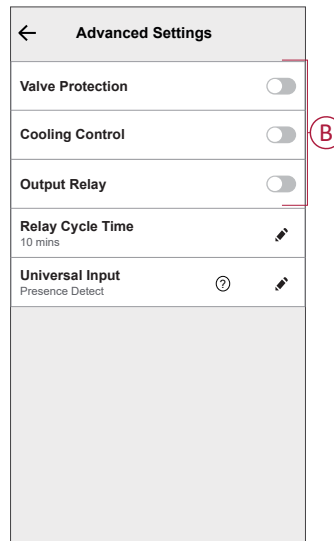 Advanced Settings
Valve Protection
Cooling Control
B
Output Relay
Relay Cycle Time
10 mins
Universal Input
Presence Detect
?